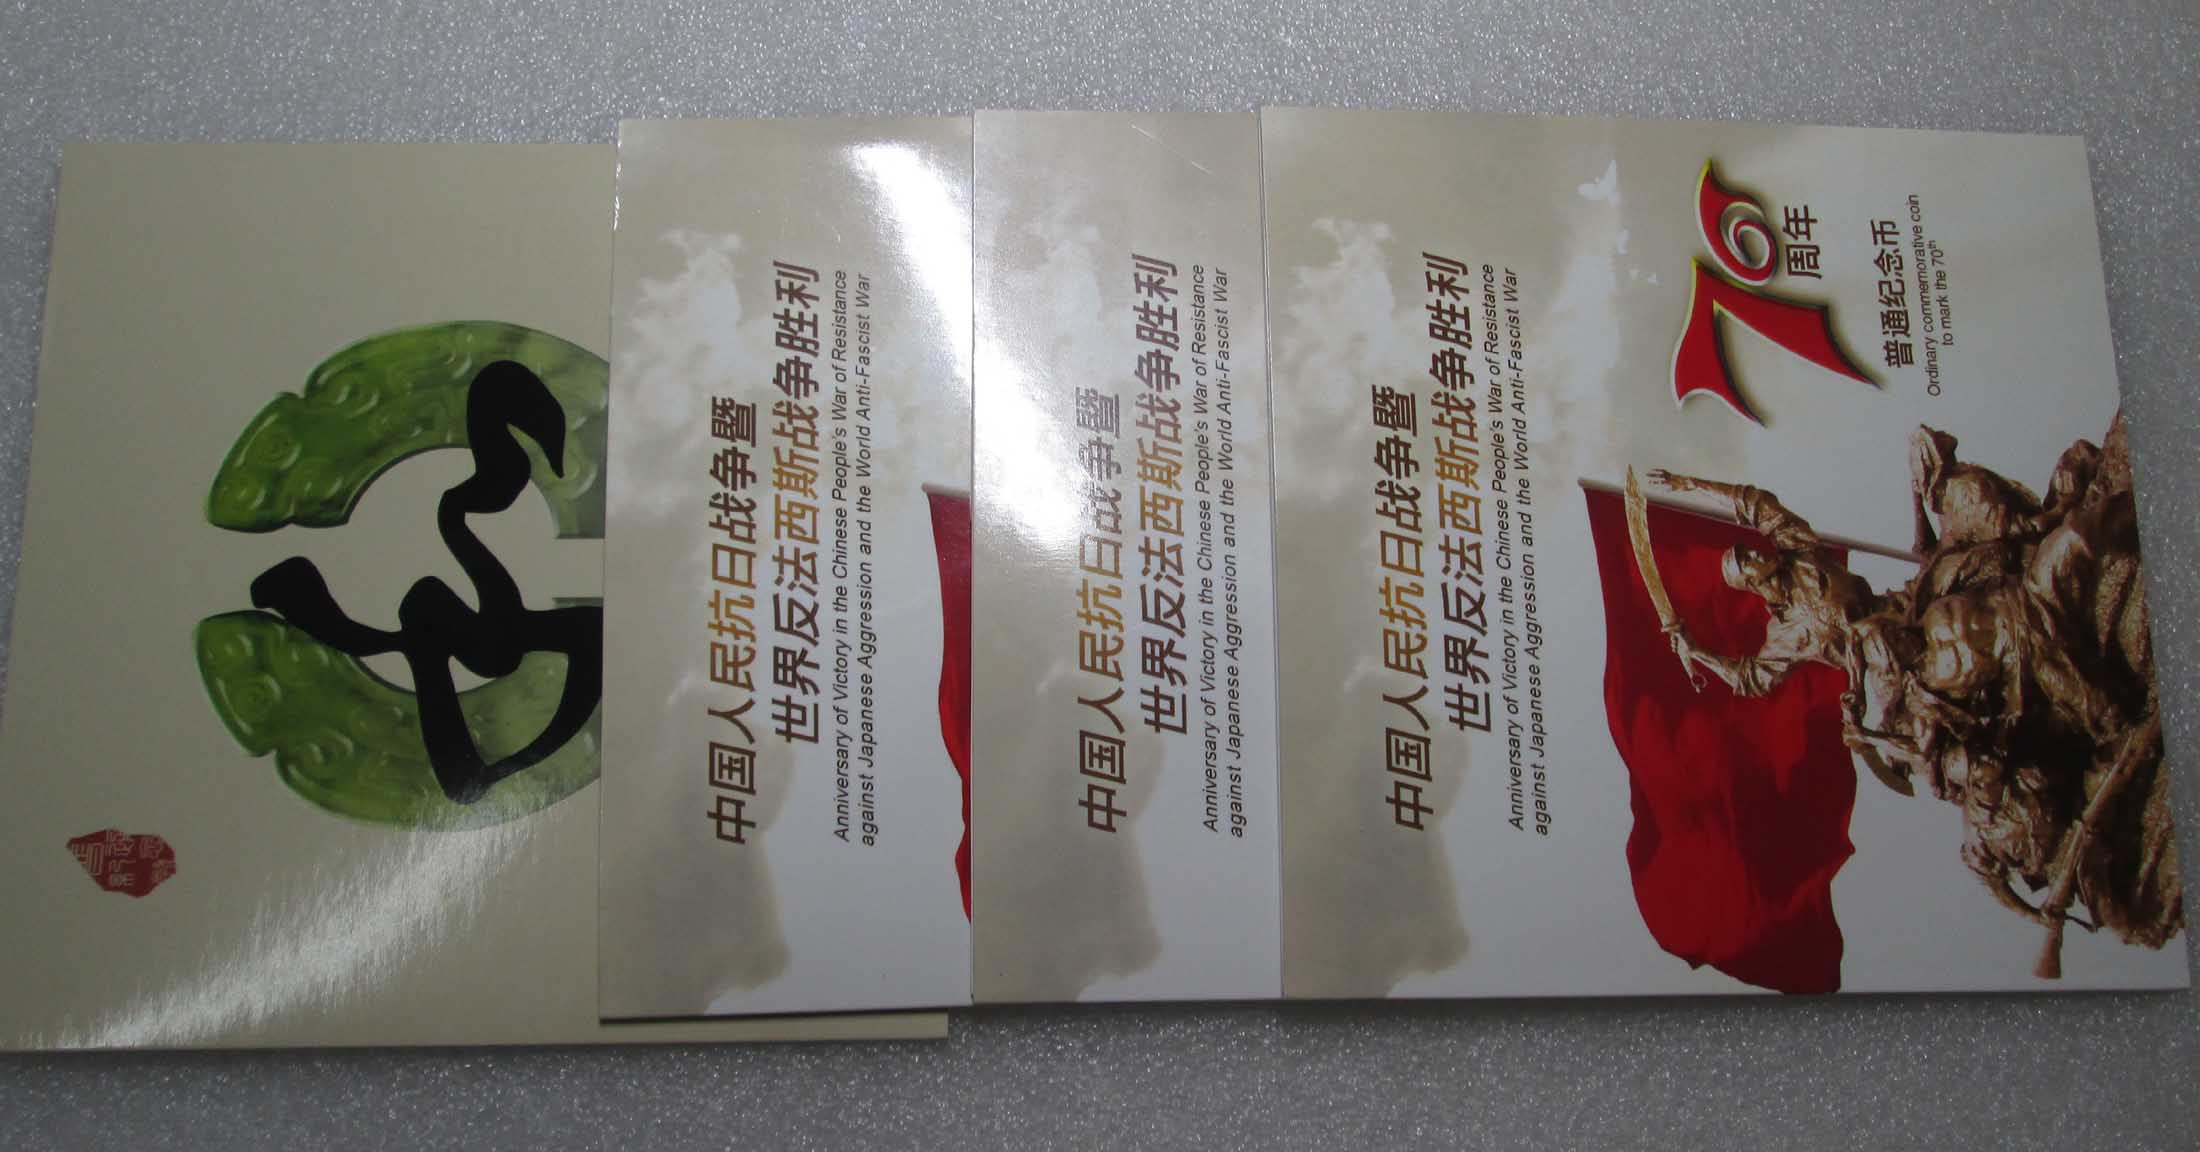 中国人民抗日战争暨
世界反法西斯战争胜利
Anniversary of Victory in the Chinese People's War of Resistance
against Japanese Aggression and the World Anti-Fascist War
中国人民抗日战争暨
世界反法西斯战争胜利
Anniversary of Victory in the Chinese People's War of Resistance
against Japanese Aggression and the World Anti-Fascist War
中国人民抗日战争暨
世界反法西斯战争胜利
Anniversary of Victory in the Chinese People's War of Resistance
against Japanese Aggression and the World Anti-Fascist War
70
周年
普通纪念币
Ordinary commemorative coin
to mark the 70th